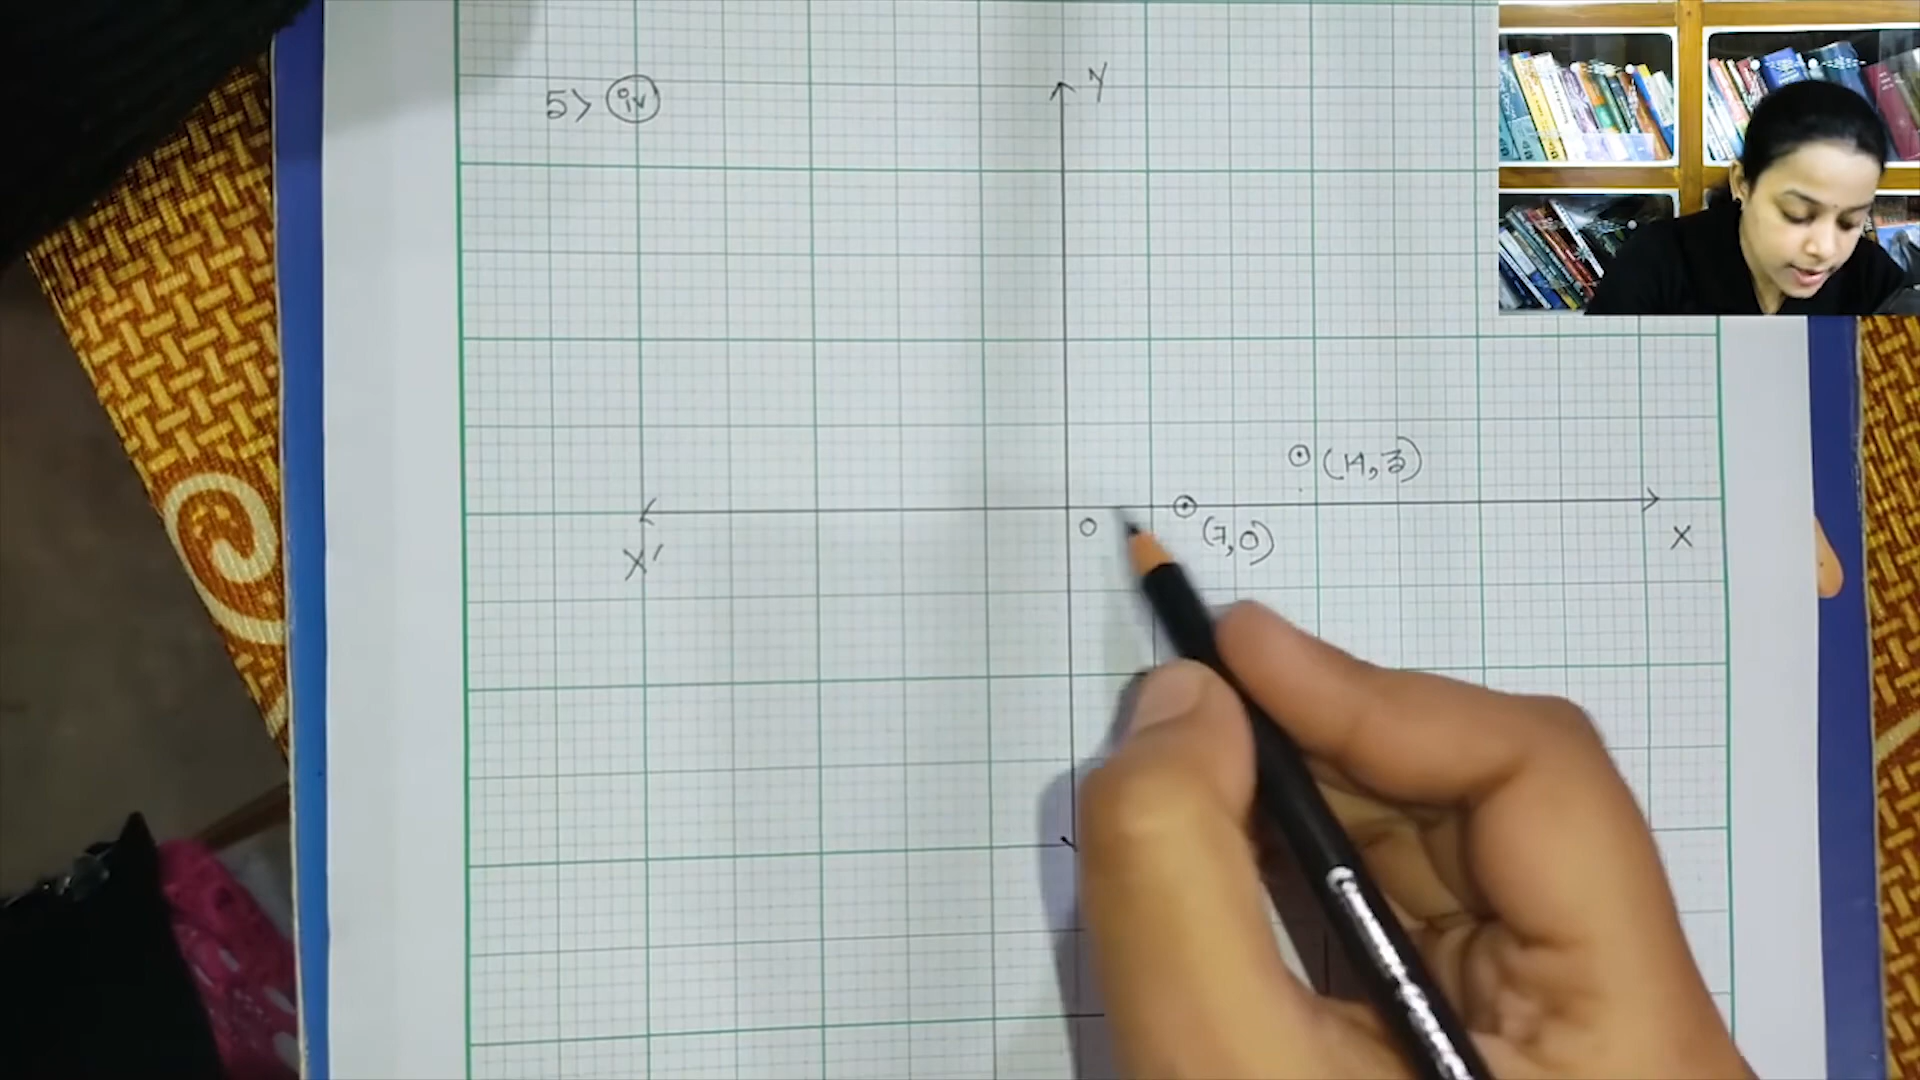 5> (iv)
Y
(14,3)
O
(7,0)
X
X'